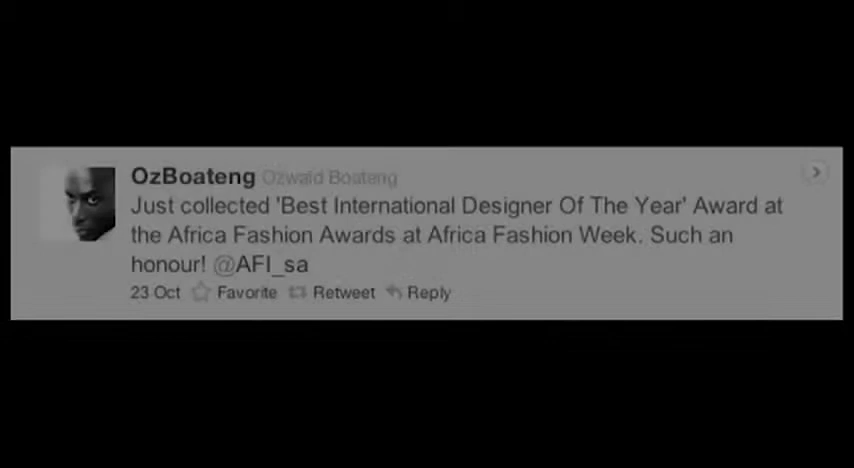 OzBoateng Ozwald Boateng
Just collected 'Best International Designer Of The Year' Award at
the Africa Fashion Awards at Africa Fashion Week. Such an
honour! @AFI_sa
23 Oct Favorite Retweet Reply